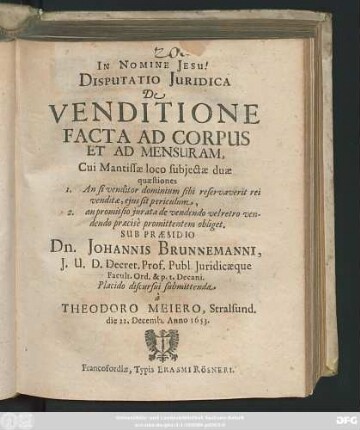 IN NOMINE JESU!
DISPUTATIO JURIDICA
De
VENDITIONE
FACTA AD CORPUS
ET AD MENSURAM,
Cui Mantissæ loco subjectæ duæ
quæstiones
1. An si venditor dominium sibi reservaverit rei
venditæ, ejus sit periculum,
2. an promissio jurata de vendendo vel retro ven-
dendo præcisè promittentem obliget.
SUB PRÆSIDIO
Dn. JOHANNIS BRUNNEMANNI,
J. U. D. Decret. Prof. Publ. Juridicæque
Facult. Ord. & p. t. Decani.
Placido discursui submittenda
à
THEODORO MEIERO, Stralsund.
die 22. Decemb. Anno 1653.
Francofordiæ, Typis ERASMI RÖSNERI.